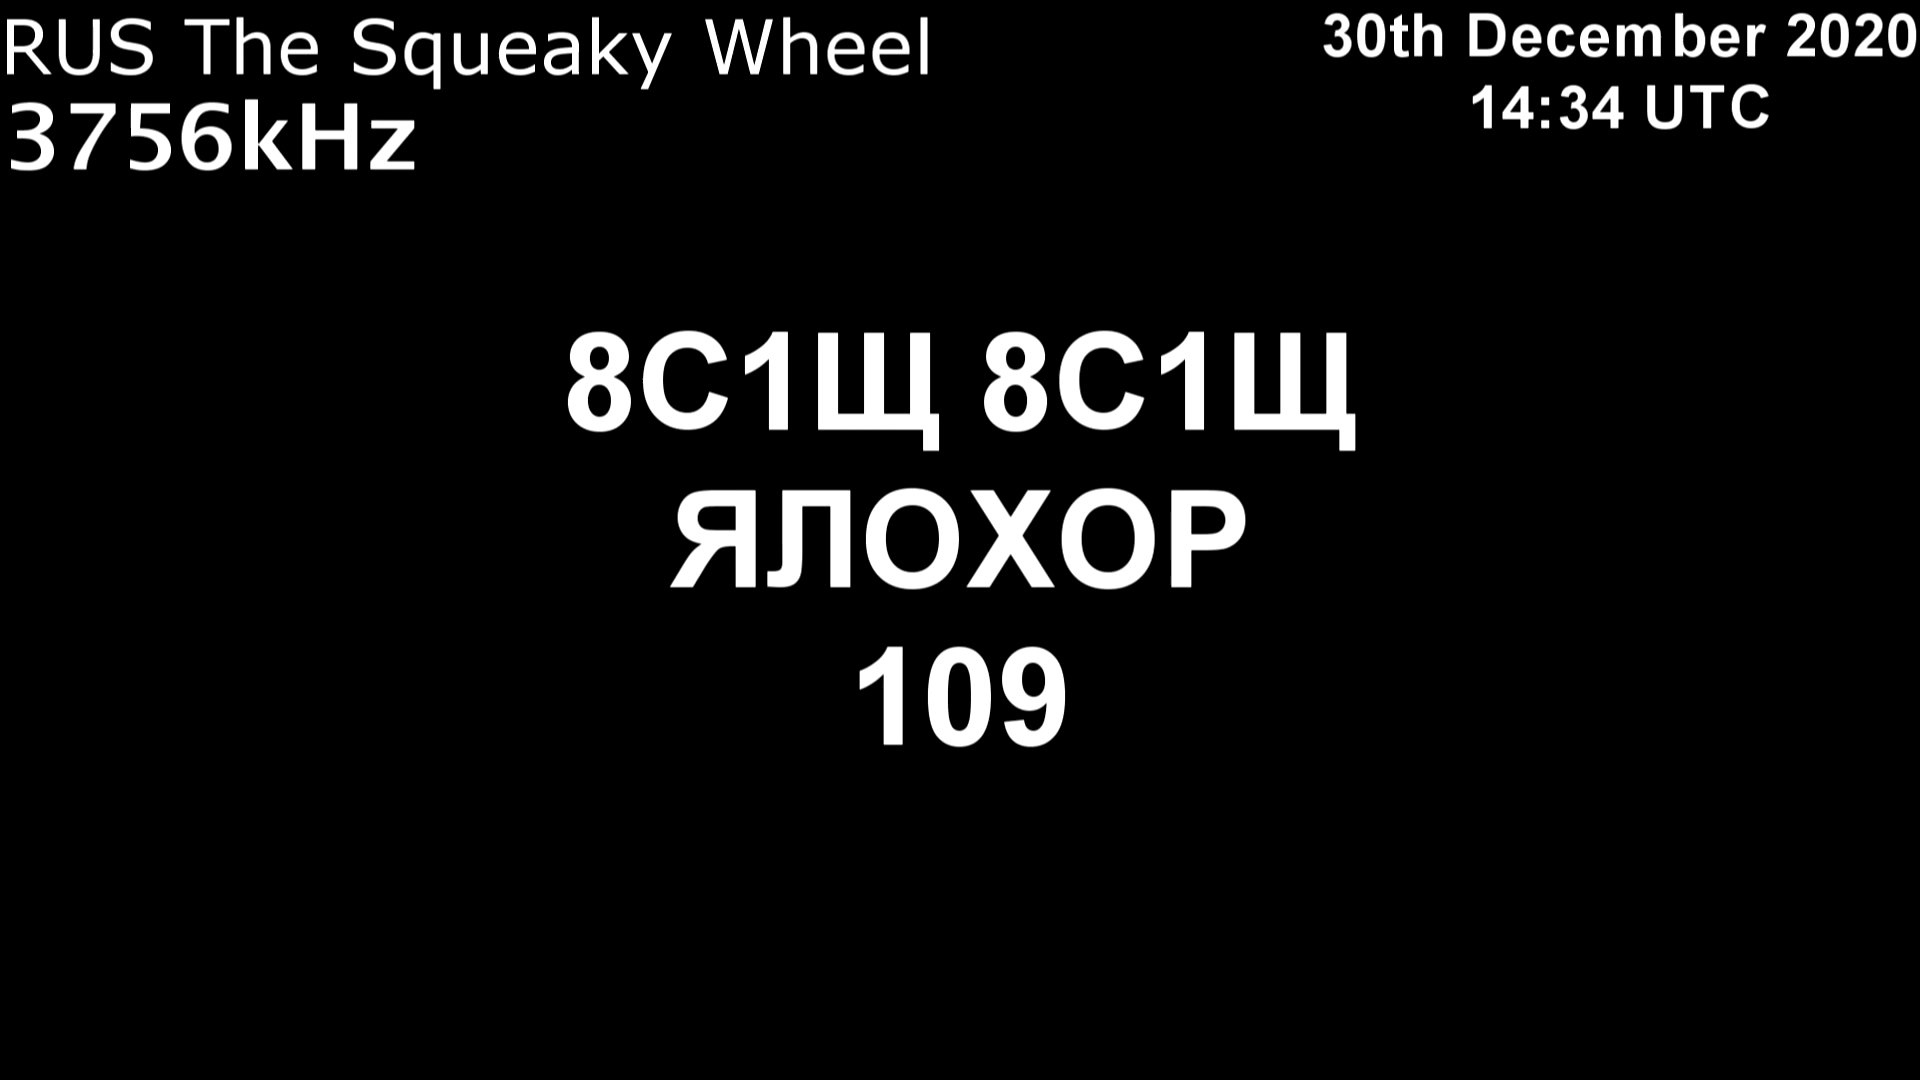 RUS The Squeaky Wheel
3756kHz
30th December 2020
14:34 UTC
8С1Щ 8С1Щ
ЯЛОХОР
109